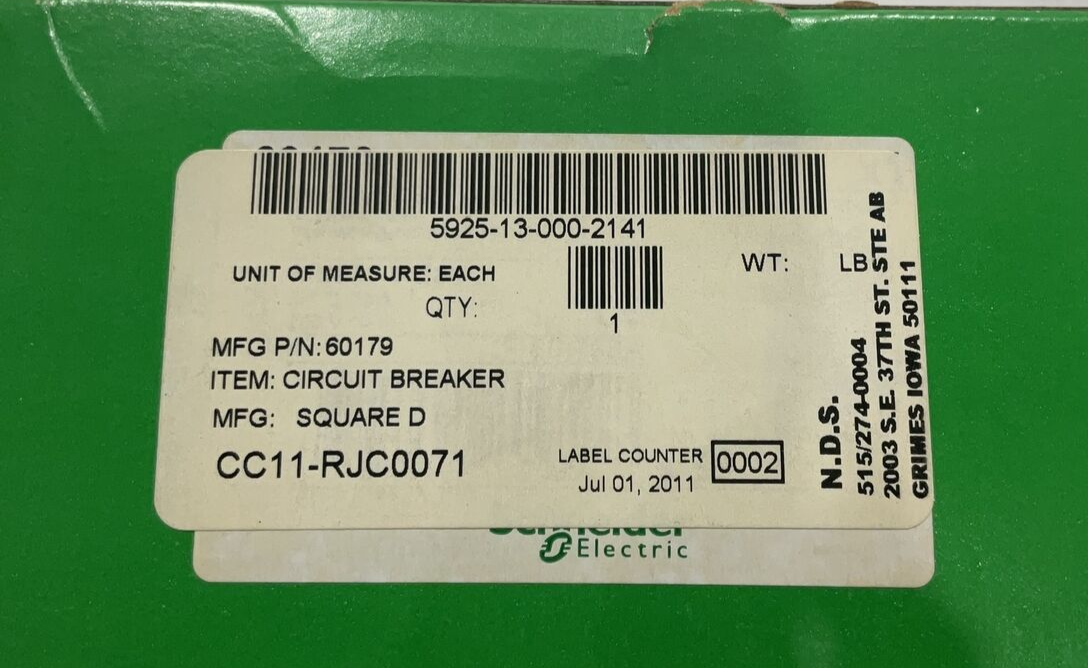 5925-13-000-2141
UNIT OF MEASURE: EACH
QTY:
1
WT: LB
MFG P/N: 60179
ITEM: CIRCUIT BREAKER
MFG: SQUARE D
CC11-RJC0071
LABEL COUNTER 0002
Jul 01, 2011
N.D.S.
515/274-0004
2003 S.E. 37TH ST. STE AB
GRIMES IOWA 50111
Schneider
Electric